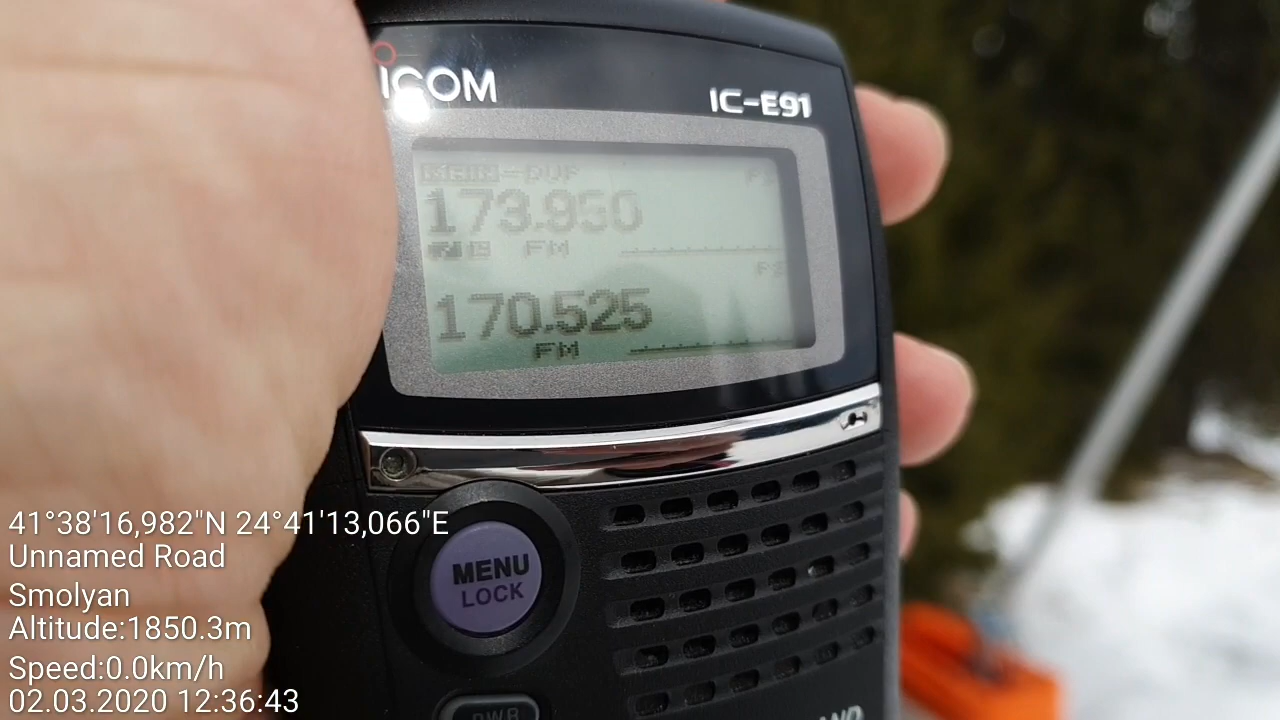 ICOM
IC-E91
173.950
FM
170.525
FM
MENU
LOCK
PWR
41°38'16,982"N 24°41'13,066"E
Unnamed Road
Smolyan
Altitude:1850.3m
Speed:0.0km/h
02.03.2020 12:36:43